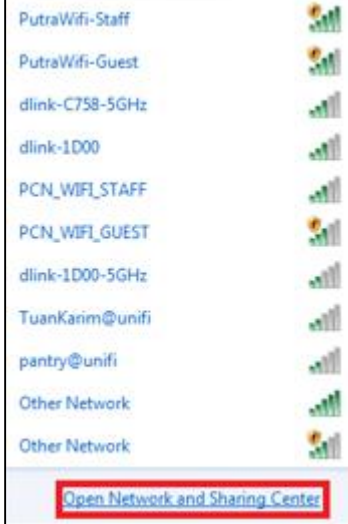 PutraWifi-Staff
PutraWifi-Guest
dlink-C758-5GHz
dlink-1D00
PCN_WIFI_STAFF
PCN_WIFI_GUEST
dlink-1D00-5GHz
TuanKarim@unifi
pantry@unifi
Other Network
Other Network
Open Network and Sharing Center